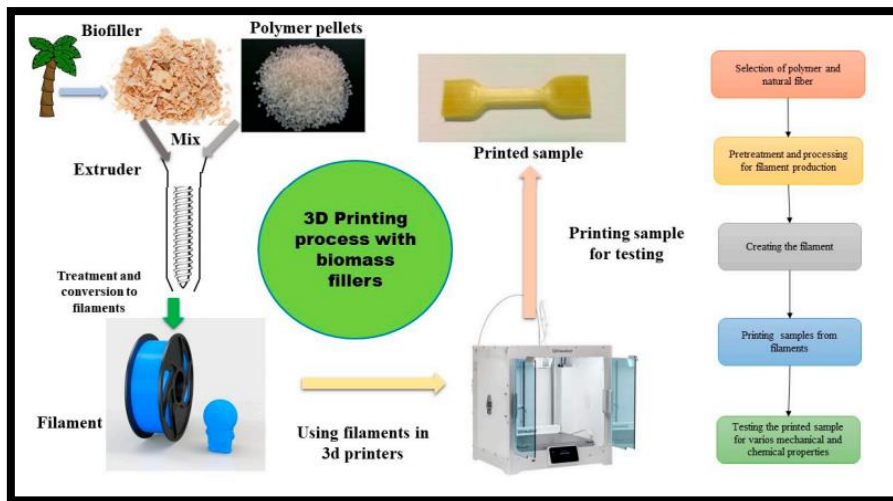 Biofiller
Polymer pellets
Mix
Extruder
Treatment and
conversion to
filaments
Filament
3D Printing
process with
biomass
fillers
Using filaments in
3d printers
Printed sample
Printing sample
for testing
Selection of polymer and
natural fiber
Pretreatment and processing
for filament production
Creating the filament
Printing samples from
filaments
Testing the printed sample
for varios mechanical and
chemical properties